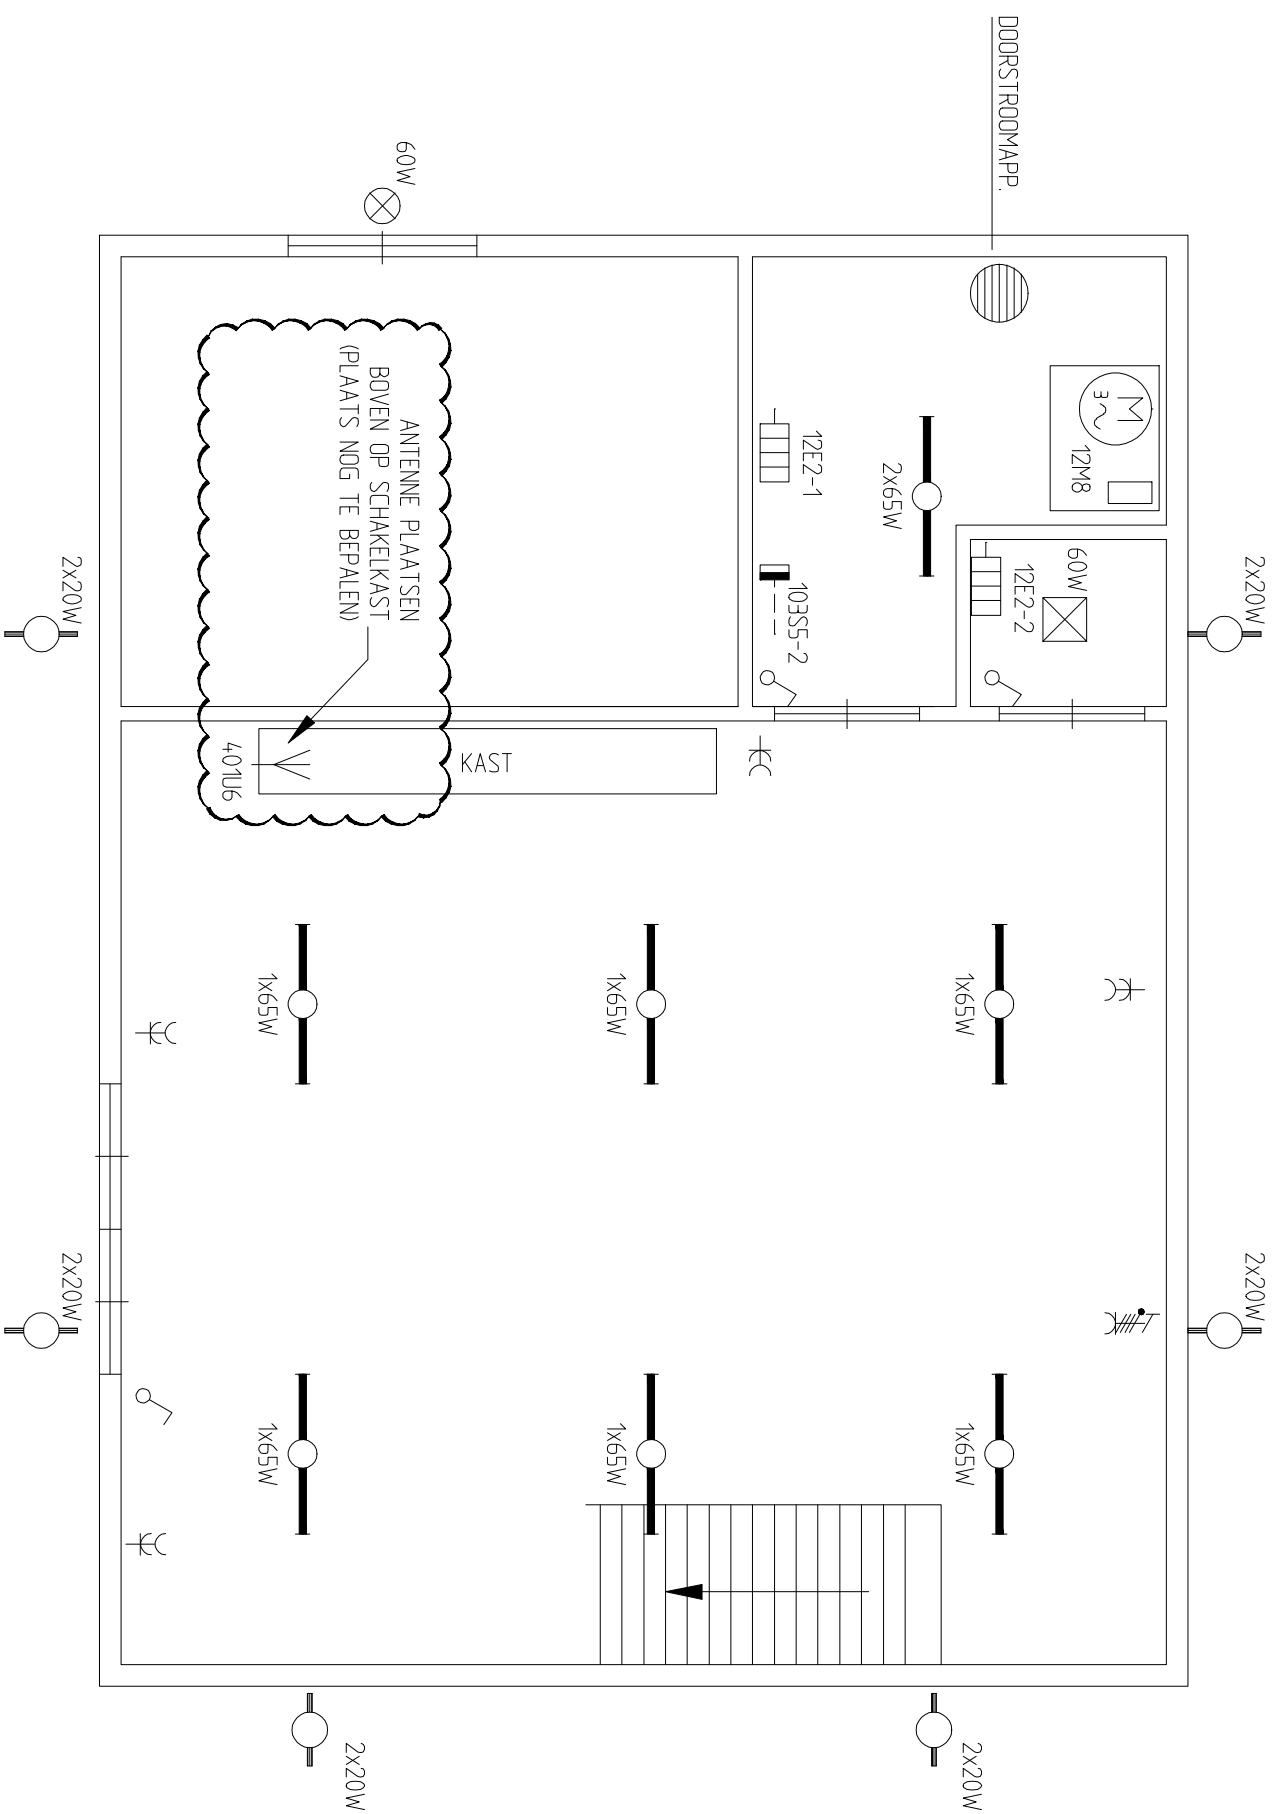 DOORSTROOMAPP.
60W
3~
M
12M8
12E2-1
2x65W
12E2-2
60W
103S5-2
2x20W
2x20W
ANTENNE PLAATSEN
BOVEN OP SCHAKELKAST
(PLAATS NOG TE BEPALEN)
401U6
KAST
1x65W
1x65W
1x65W
2x20W
2x20W
1x65W
1x65W
1x65W
2x20W
2x20W